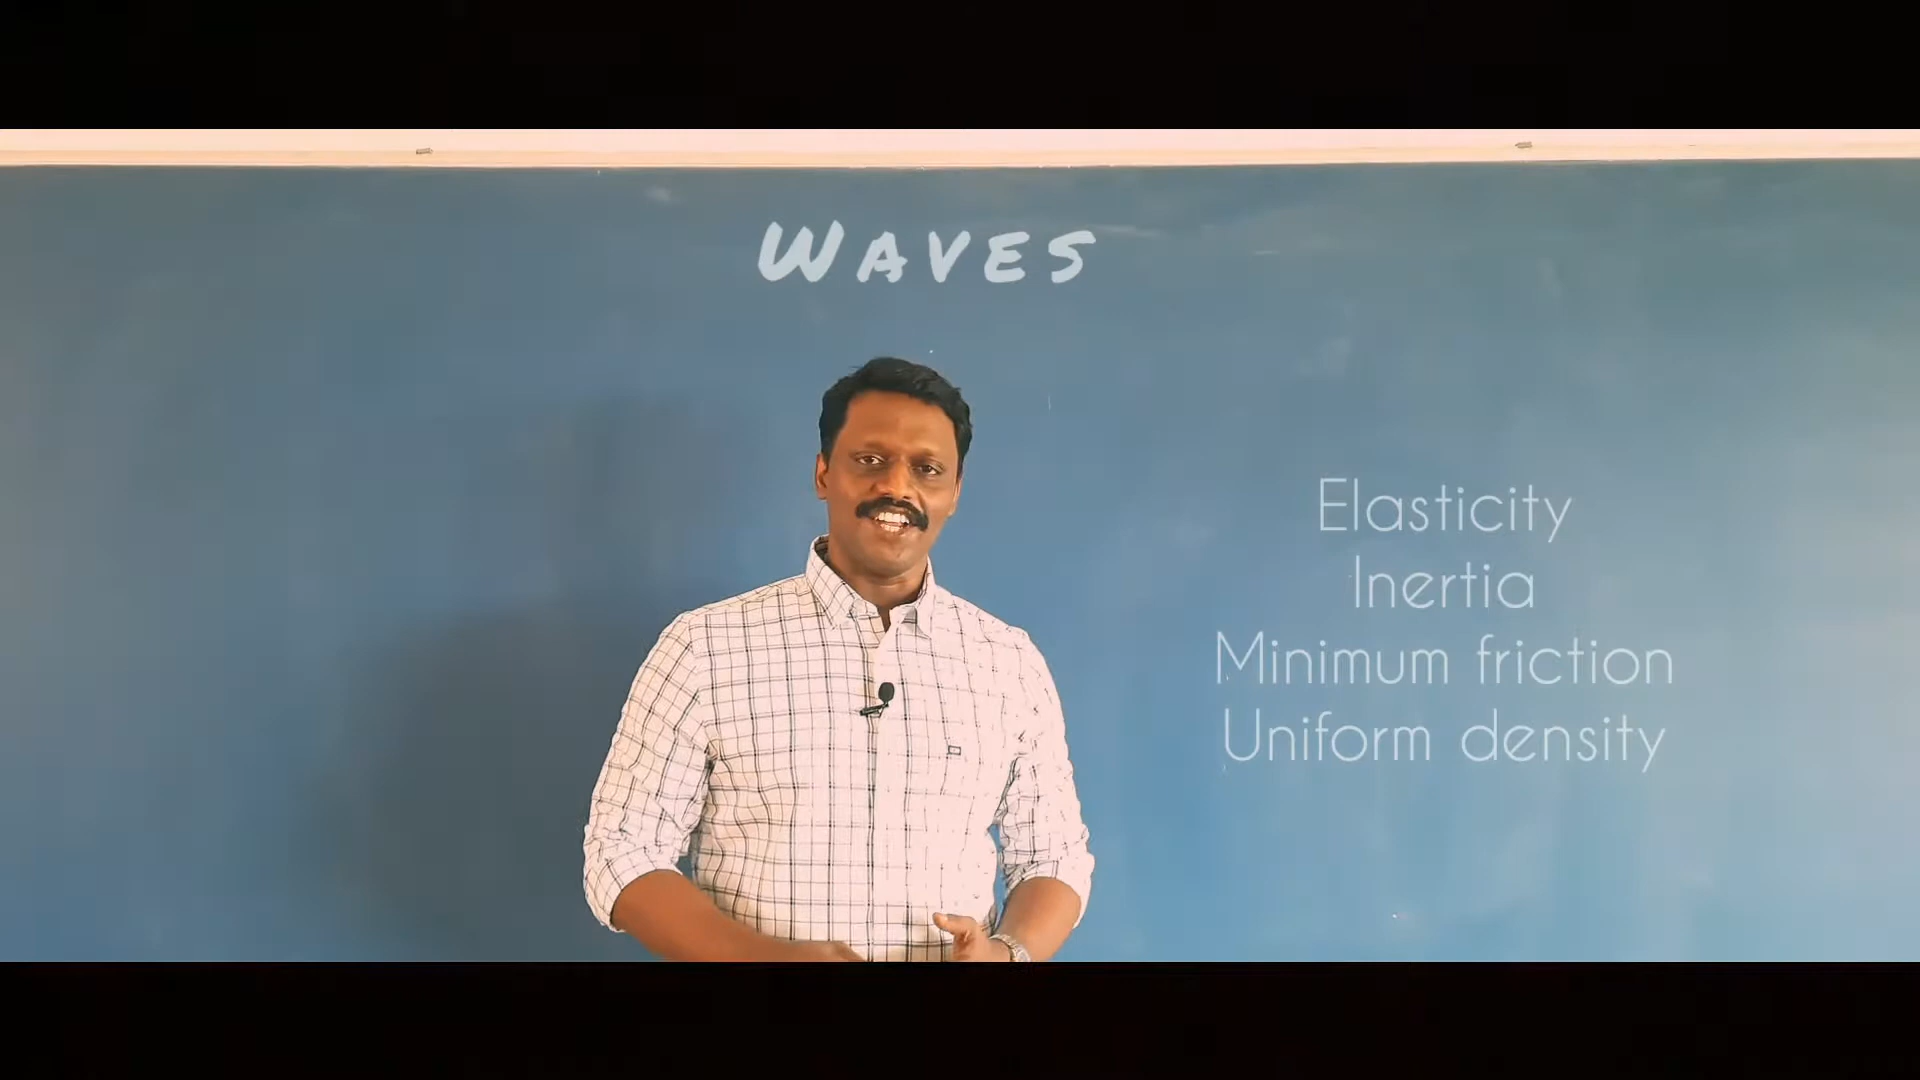 WAVES
Elasticity
Inertia
Minimum friction
Uniform density